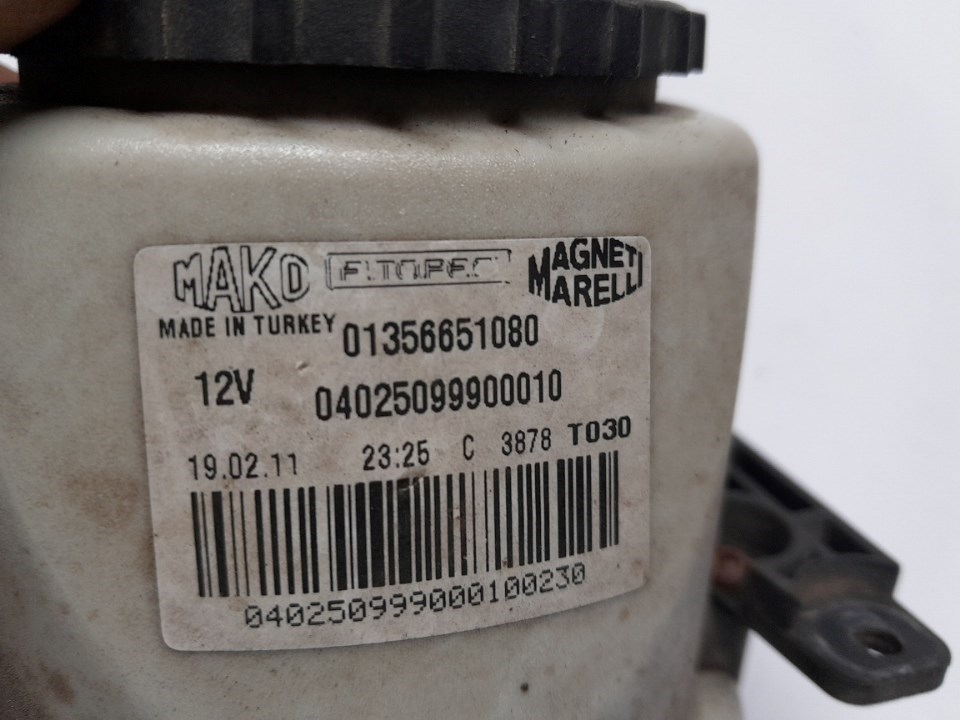 MAKO MAGNETI MARELLI
MADE IN TURKEY 01356651080
12V 04025099900010
19.02.11 23:25 C 3878 T030
040250999000100230